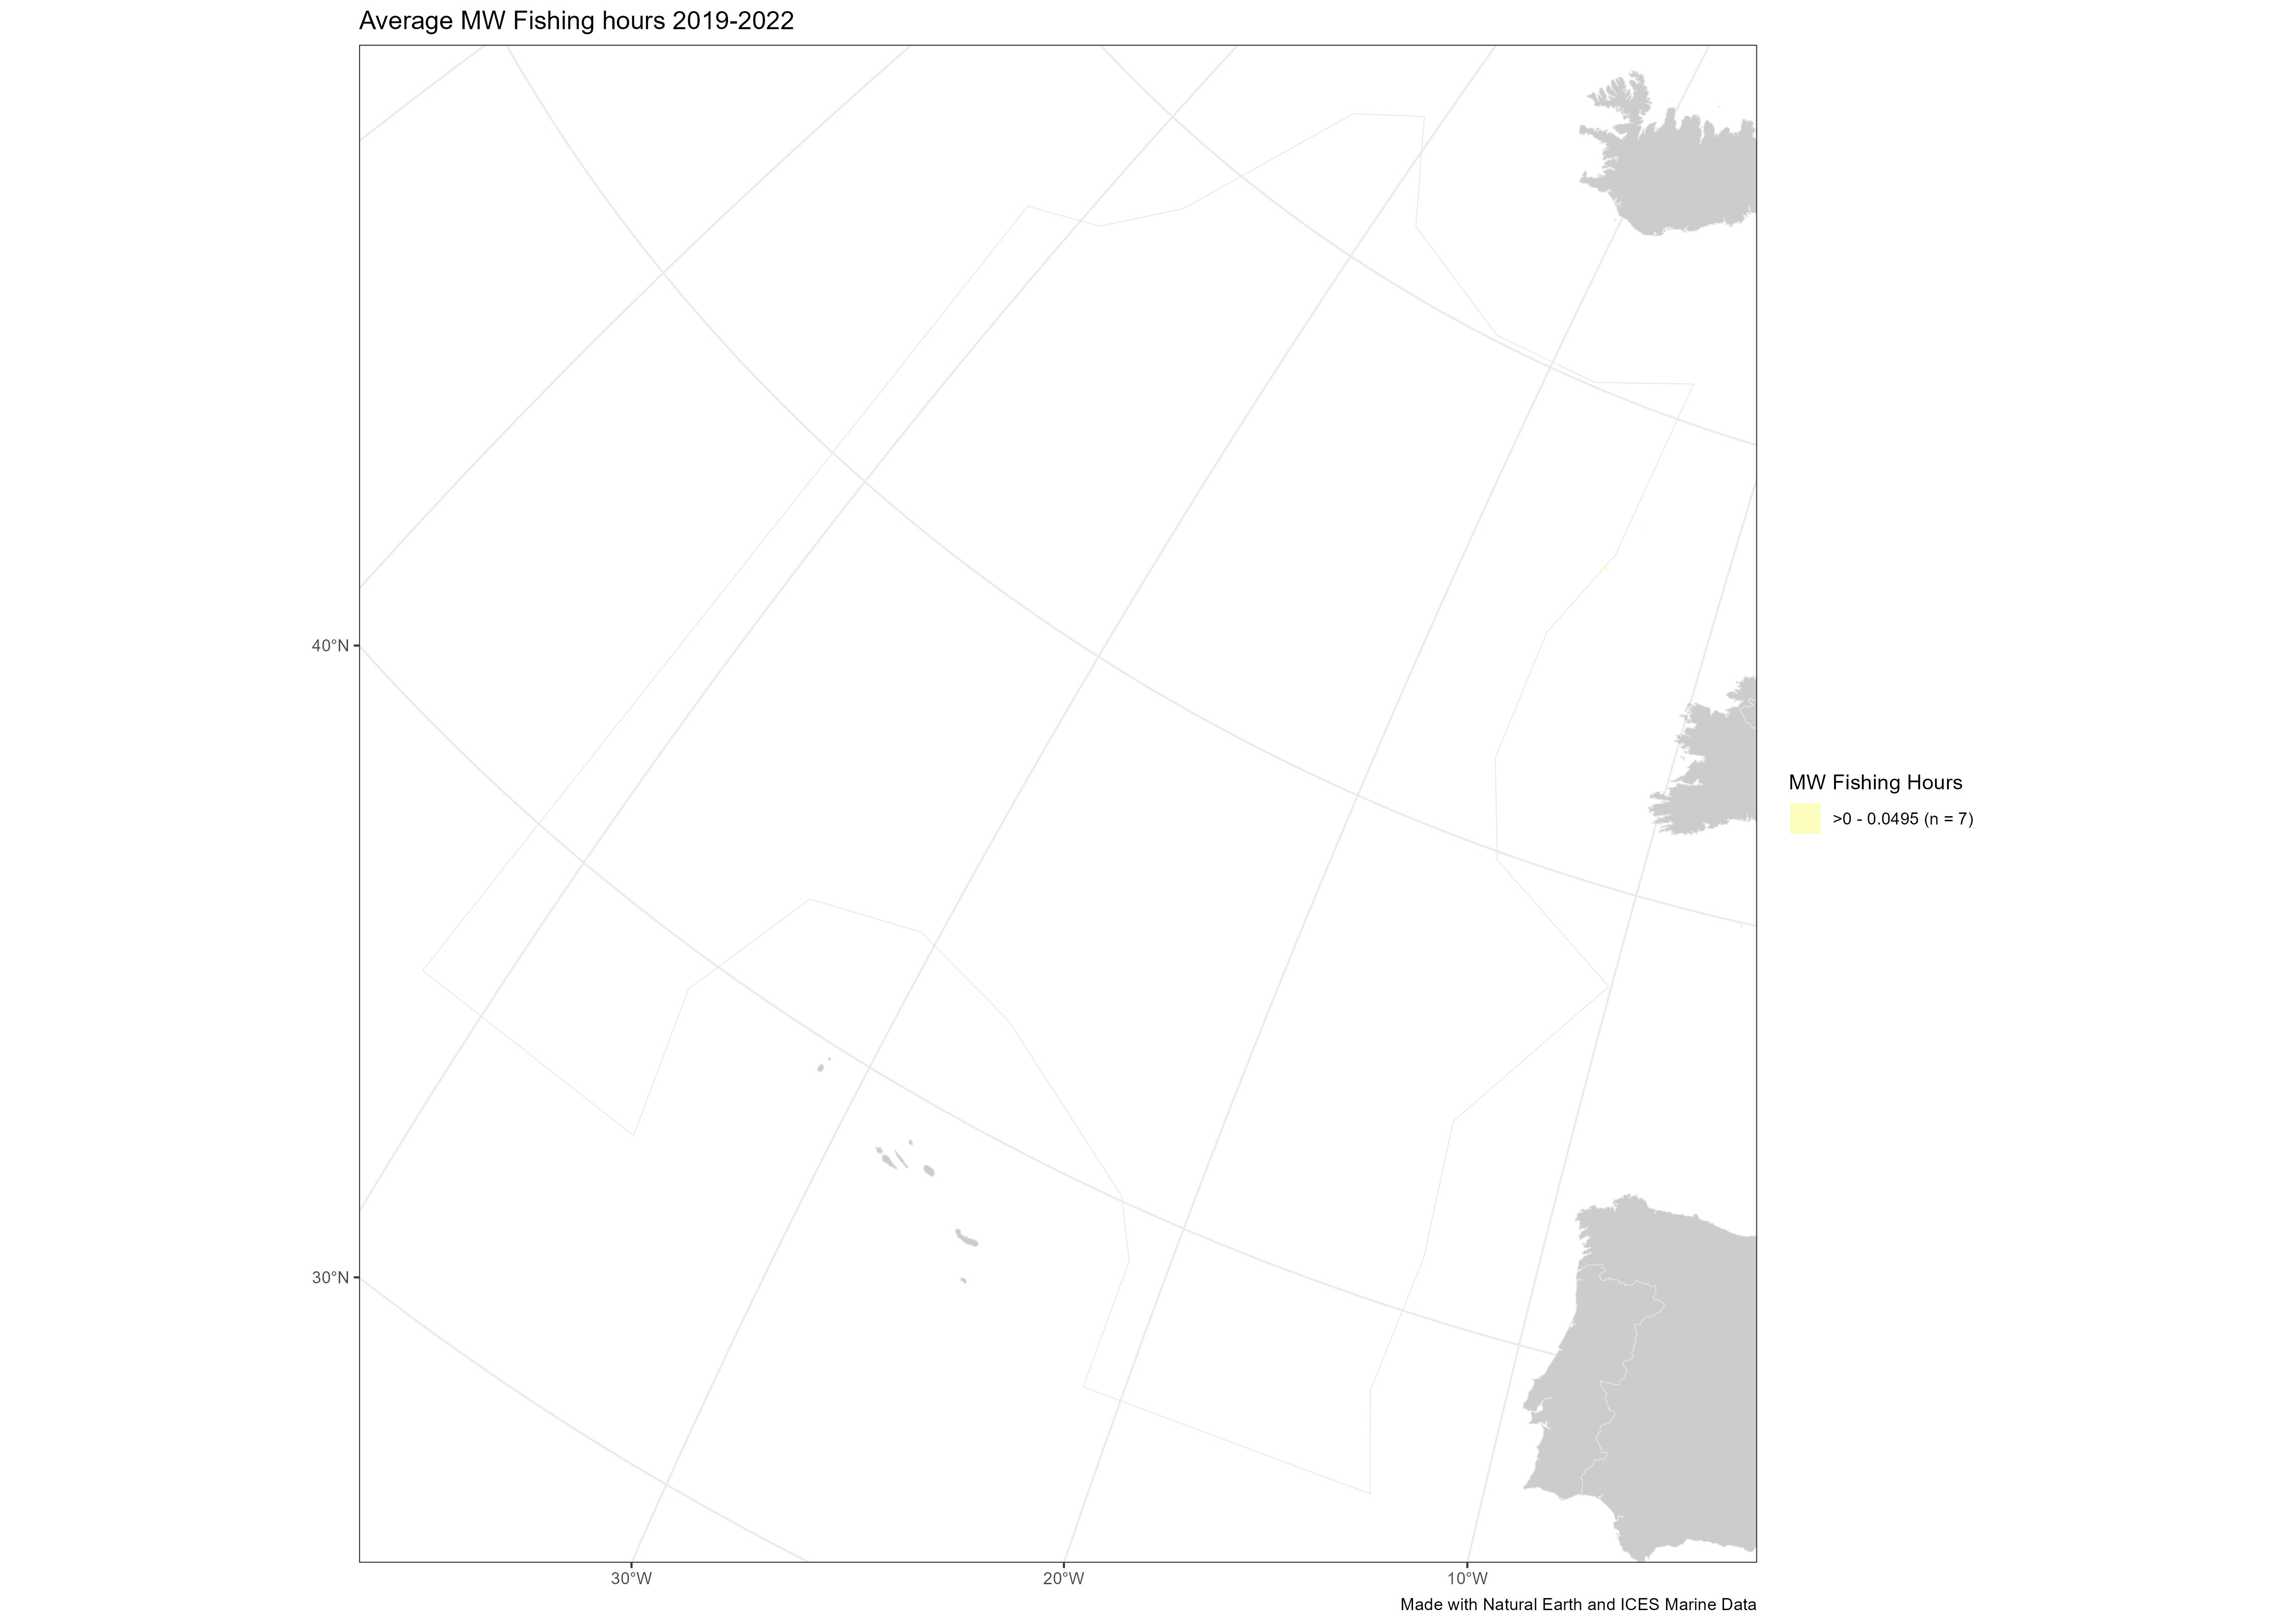 Average MW Fishing hours 2019-2022
40°N
30°N
30°W
20°W
10°W
MW Fishing Hours
>0 - 0.0495 (n = 7)
Made with Natural Earth and ICES Marine Data